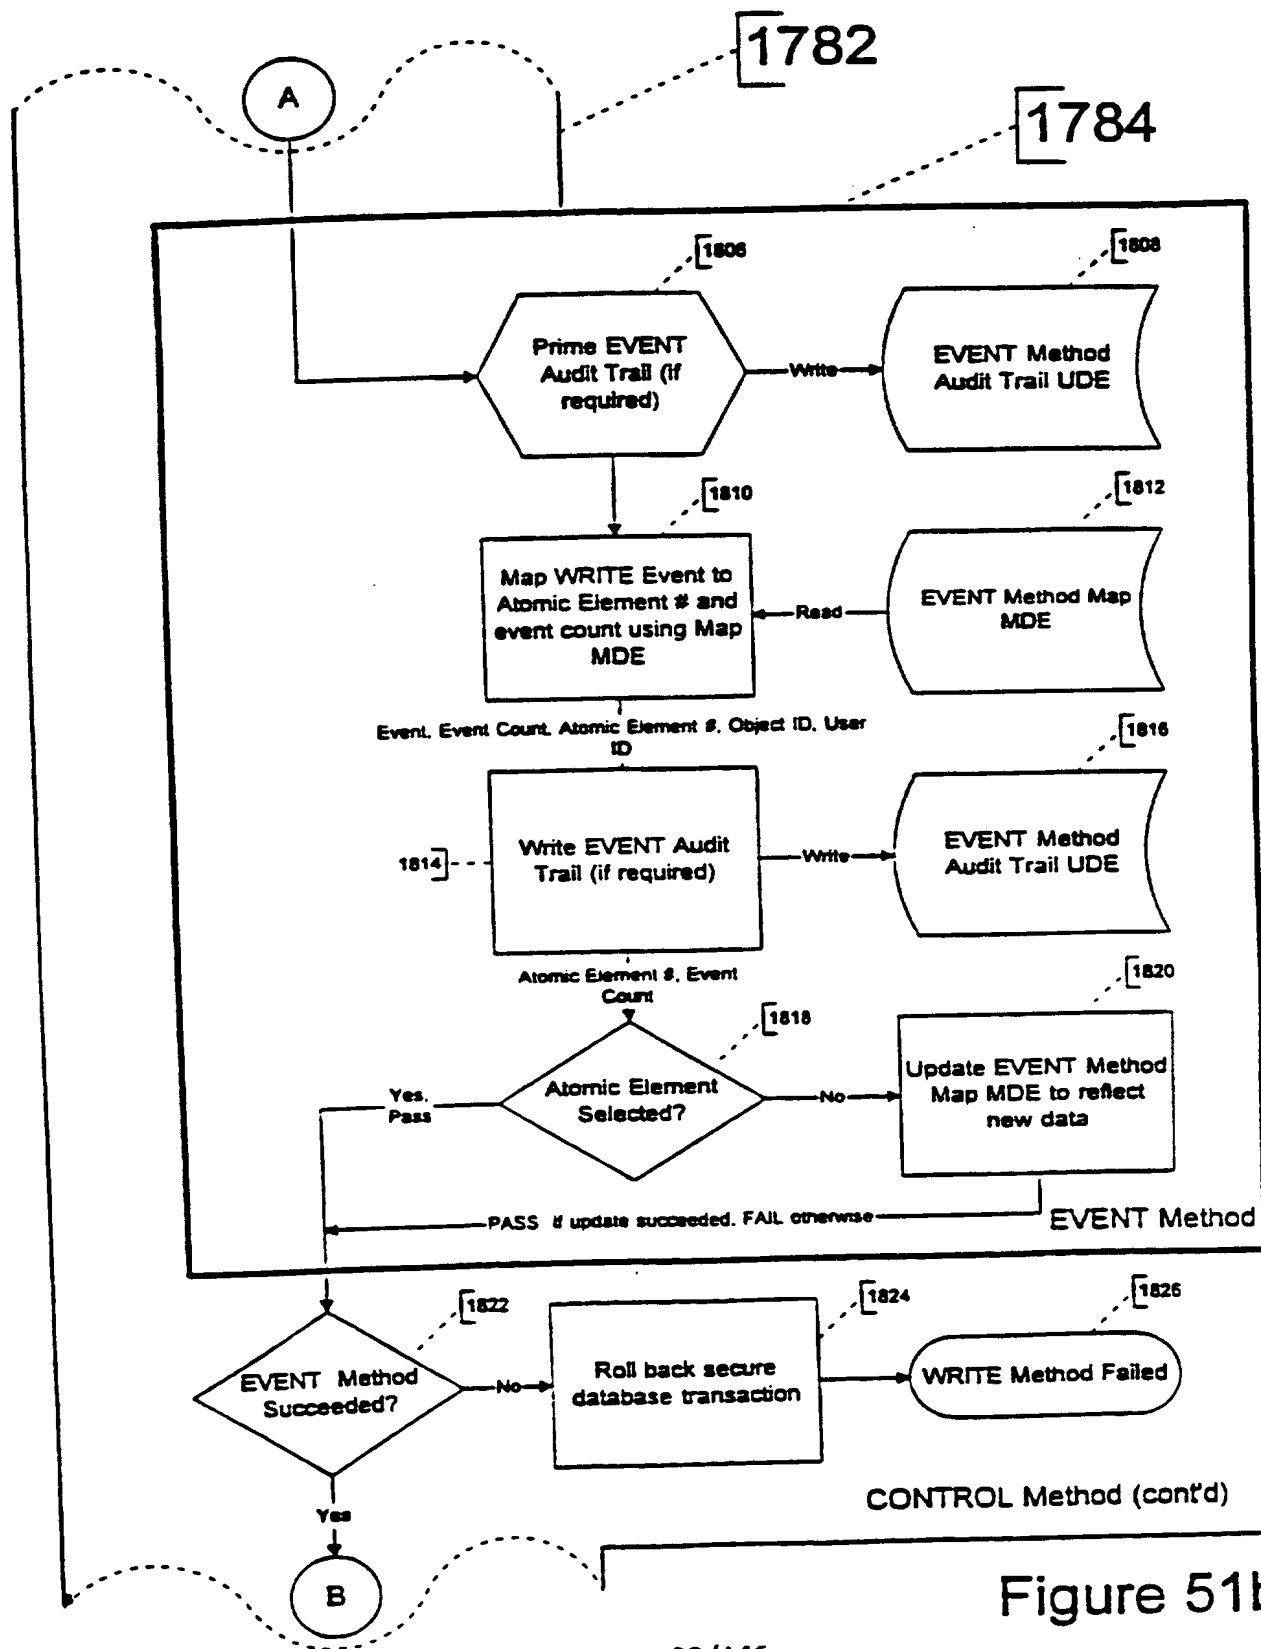 1782
A
1784
1806
1808
Prime EVENT
Audit Trail (if
required)
Write
EVENT Method
Audit Trail UDE
1810
1812
Map WRITE Event to
Atomic Element # and
event count using Map
MDE
Read
EVENT Method Map
MDE
Event, Event Count, Atomic Element #, Object ID, User
ID
1816
1814
Write EVENT Audit
Trail (if required)
Write
EVENT Method
Audit Trail UDE
Atomic Element #, Event
Count
1820
1818
Yes,
Pass
Atomic Element
Selected?
No
Update EVENT Method
Map MDE to reflect
new data
PASS if update succeeded. FAIL otherwise
EVENT Method
1822
1824
1826
EVENT Method
Succeeded?
No
Roll back secure
database transaction
WRITE Method Failed
Yes
CONTROL Method (cont'd)
B
Figure 51b